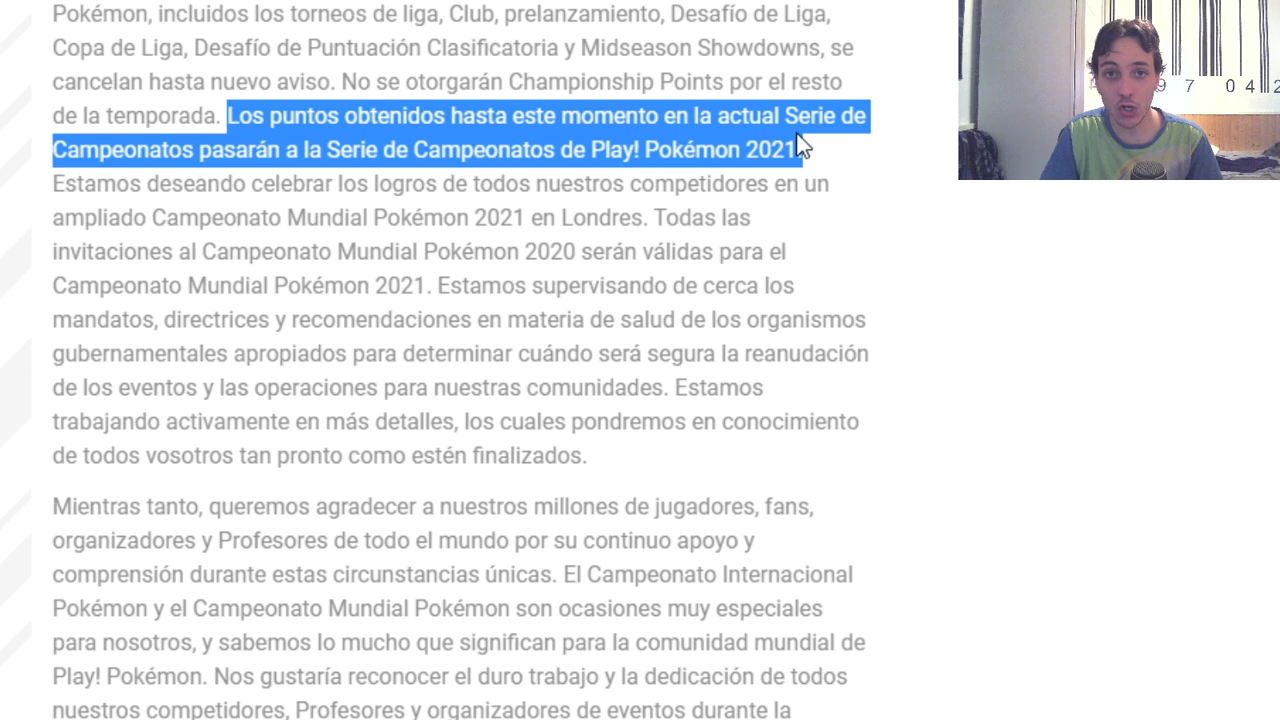 Pokémon, incluidos los torneos de liga, Club, prelanzamiento, Desafío de Liga,
Copa de Liga, Desafío de Puntuación Clasificatoria y Midseason Showdowns, se
cancelan hasta nuevo aviso. No se otorgarán Championship Points por el resto
de la temporada. Los puntos obtenidos hasta este momento en la actual Serie de
Campeonatos pasarán a la Serie de Campeonatos de Play! Pokémon 2021.
Estamos deseando celebrar los logros de todos nuestros competidores en un
ampliado Campeonato Mundial Pokémon 2021 en Londres. Todas las
invitaciones al Campeonato Mundial Pokémon 2020 serán válidas para el
Campeonato Mundial Pokémon 2021. Estamos supervisando de cerca los
mandatos, directrices y recomendaciones en materia de salud de los organismos
gubernamentales apropiados para determinar cuándo será segura la reanudación
de los eventos y las operaciones para nuestras comunidades. Estamos
trabajando activamente en más detalles, los cuales pondremos en conocimiento
de todos vosotros tan pronto como estén finalizados.
Mientras tanto, queremos agradecer a nuestros millones de jugadores, fans,
organizadores y Profesores de todo el mundo por su continuo apoyo y
comprensión durante estas circunstancias únicas. El Campeonato Internacional
Pokémon y el Campeonato Mundial Pokémon son ocasiones muy especiales
para nosotros, y sabemos lo mucho que significan para la comunidad mundial de
Play! Pokémon. Nos gustaría reconocer el duro trabajo y la dedicación de todos
nuestros competidores, Profesores y organizadores de eventos durante la
9 7 0 4 2